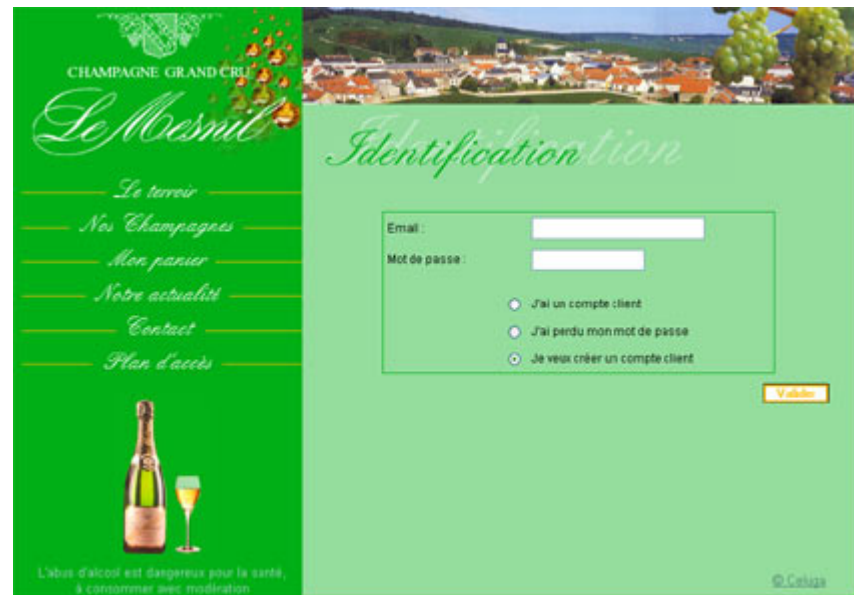 CHAMPAGNE GRAND CRU
Le Mesnil
Le terroir
Nos Champagnes
Mon panier
Notre actualité
Contact
Plan d'accès
L'abus d'alcool est dangereux pour la santé,
à consommer avec modération
Identification
Email :
Mot de passe :
J'ai un compte client
J'ai perdu mon mot de passe
Je veux créer un compte client
Valider
© Celuga